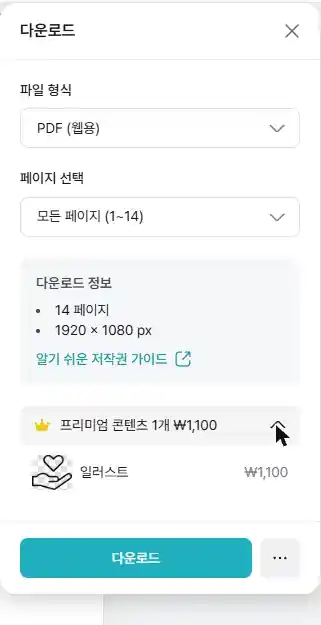 다운로드
파일 형식
PDF (웹용)
페이지 선택
모든 페이지 (1~14)
다운로드 정보
• 14 페이지
• 1920 × 1080 px
알기 쉬운 저작권 가이드
프리미엄 콘텐츠 1개 ₩1,100
일러스트 ₩1,100
다운로드